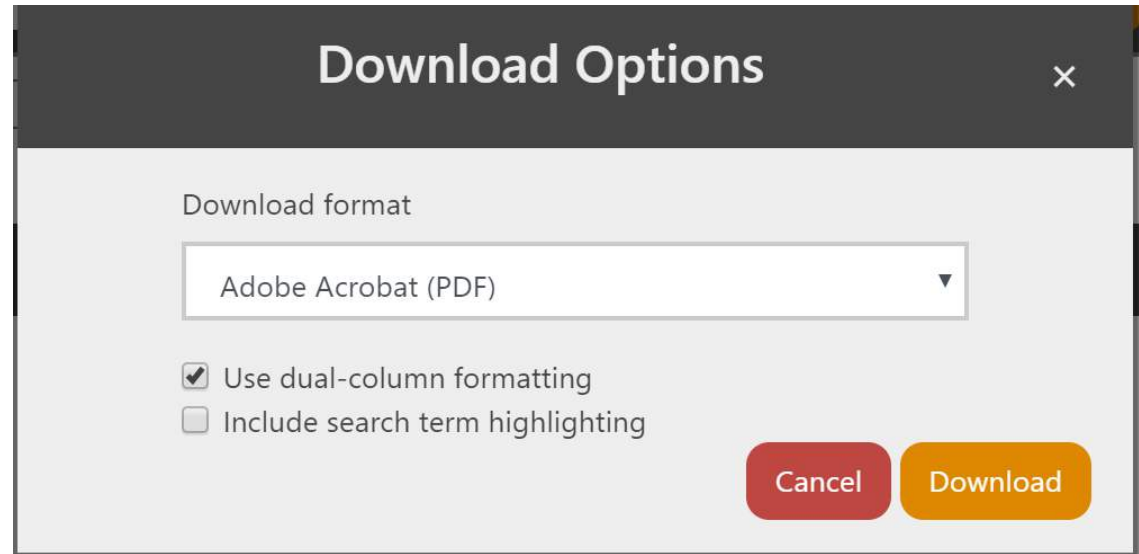 Download Options
×
Download format
Adobe Acrobat (PDF)
Use dual-column formatting
Include search term highlighting
Cancel Download